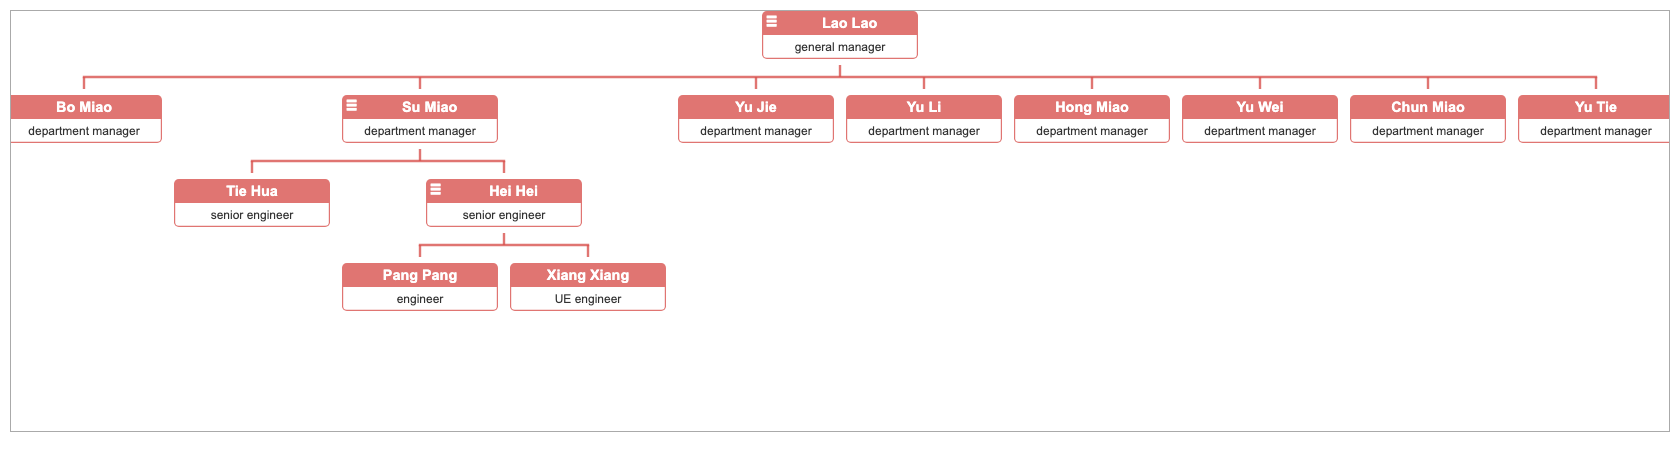 Lao Lao
general manager
Bo Miao
department manager
Su Miao
department manager
Yu Jie
department manager
Yu Li
department manager
Hong Miao
department manager
Yu Wei
department manager
Chun Miao
department manager
Yu Tie
department manager
Tie Hua
senior engineer
Hei Hei
senior engineer
Pang Pang
engineer
Xiang Xiang
UE engineer